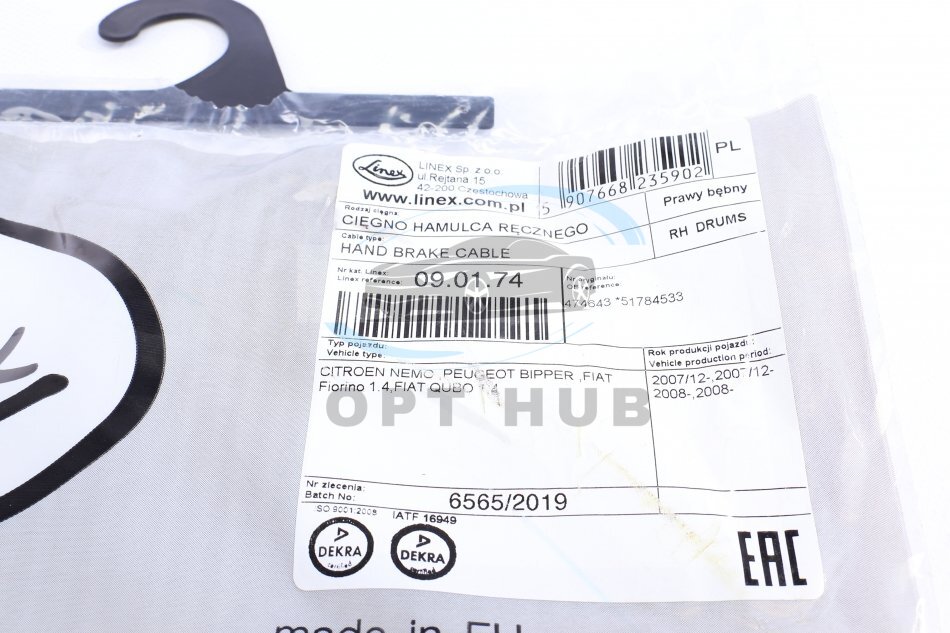 Linex
LINEX Sp. z o.o.
ul.Rejtana 15
42-200 Częstochowa
www.linex.com.pl
5 907668 235902
PL
Prawy bębny
RH DRUMS
Rodzaj cięgna
CIĘGNO HAMULCA RĘCZNEGO
Cable type:
HAND BRAKE CABLE
Nr kat. Linex:
Linex reference:
09.01.74
Nr oryginału:
OE reference:
474643 *51784533
Typ pojazdu:
Vehicle type:
CITROEN NEMO ,PEUGEOT BIPPER ,FIAT
Fiorino 1.4,FIAT QUBO
Rok produkcji pojazdu:
Vehicle production period:
2007/12-,2007/12-
2008-,2008-
OPT HUB
Nr zlecenia:
Batch No:
6565/2019
ISO 9001:2008
IATF 16949
DEKRA
certified
DEKRA
certified
EAC
made in EU